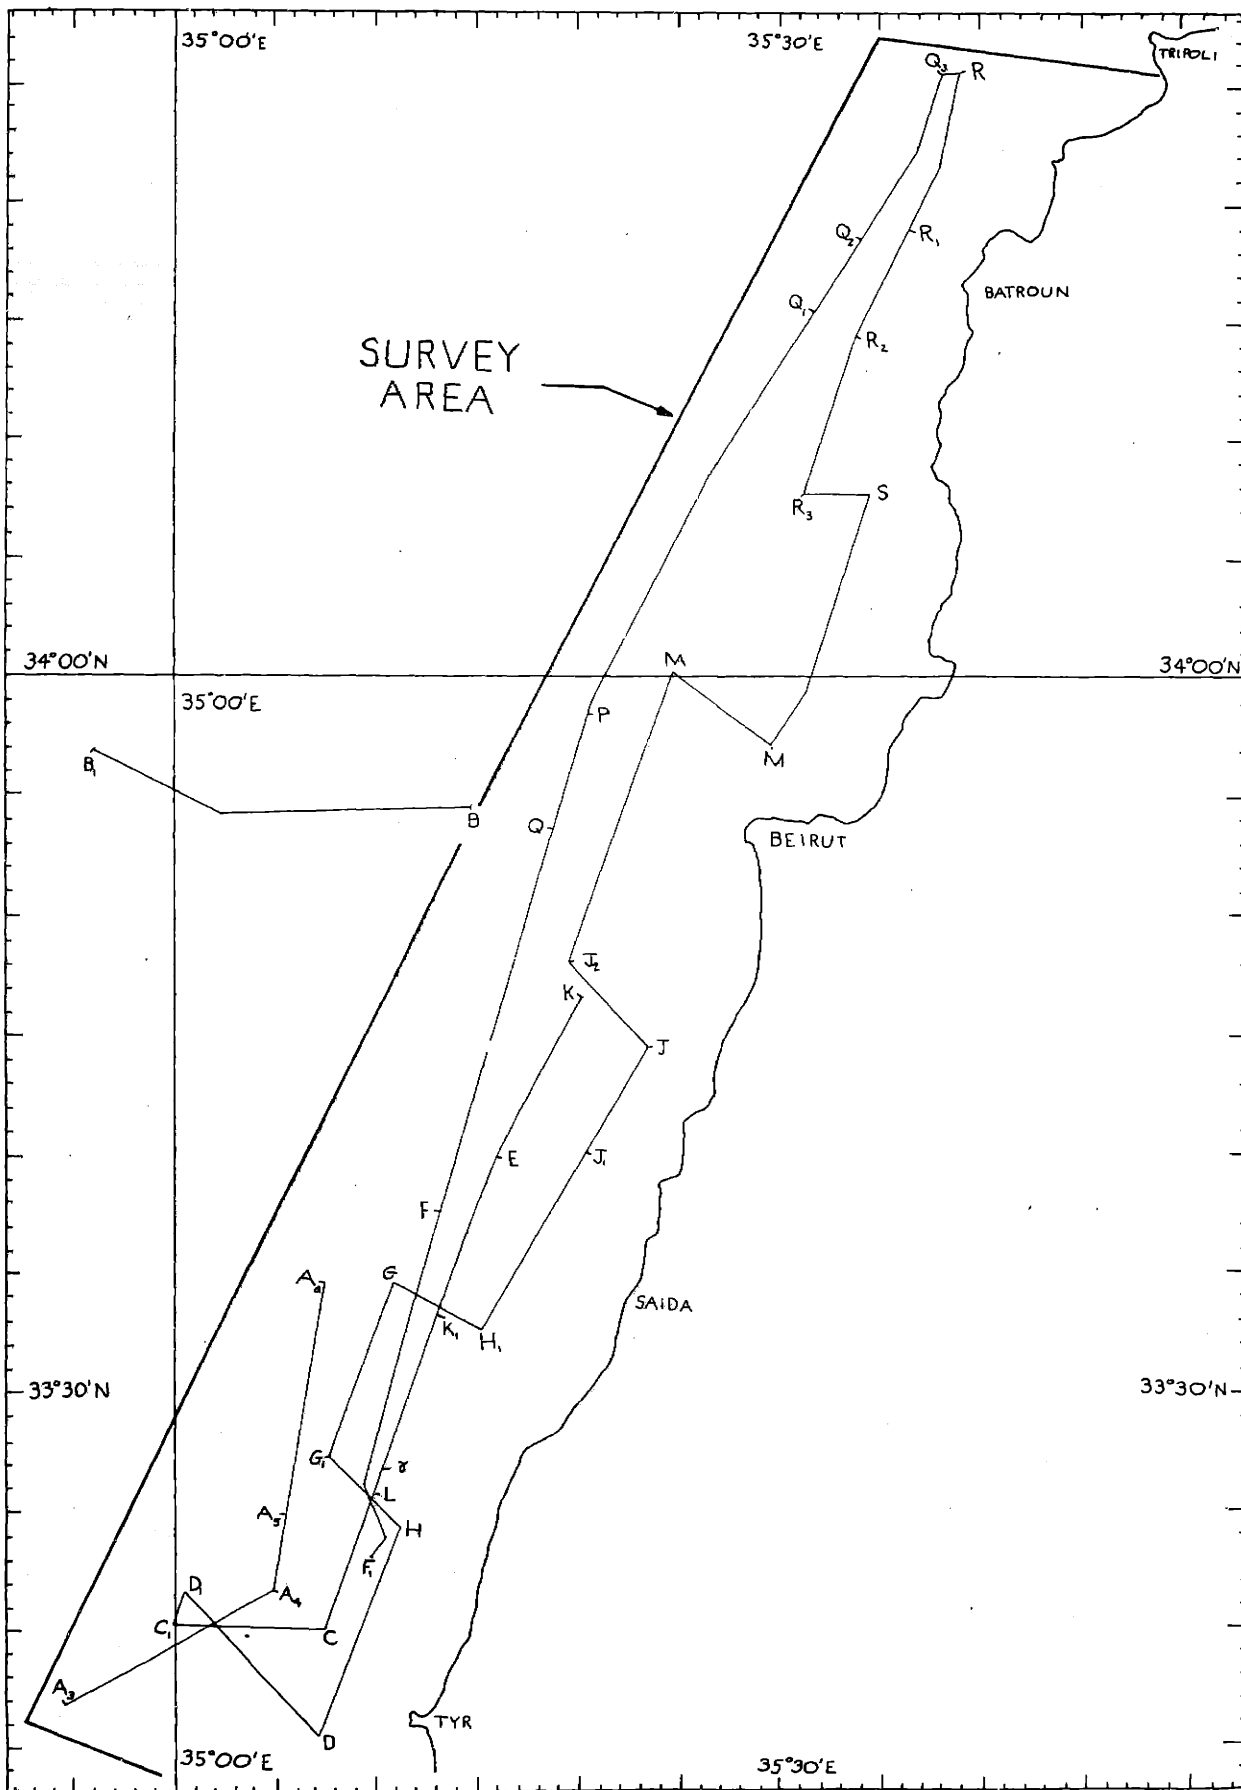 35°00'E
35°30'E
TRIPOLI
Q₃
R
Q₂
R₁
BATROUN
Q₁
R₂
SURVEY
AREA
R₃
S
34°00'N
M
34°00'N
35°00'E
P
B₁
M
B
Q
BEIRUT
J₂
K
J
E
J₁
F
G
A₆
K₁
H₁
SAIDA
33°30'N
33°30'N
G₁
γ
L
A₅
H
F₁
D₁
A₄
C₁
C
A₃
D
TYR
35°00'E
35°30'E